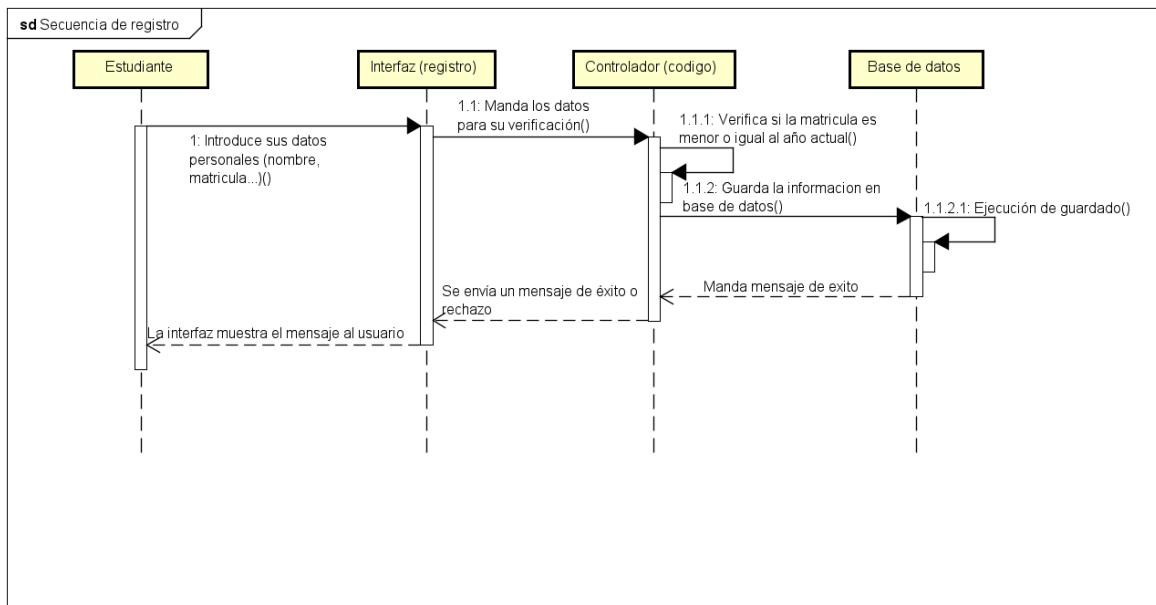 sd Secuencia de registro
Estudiante
Interfaz (registro)
Controlador (codigo)
Base de datos
1: Introduce sus datos
personales (nombre,
matricula...)()
1.1: Manda los datos
para su verificación()
1.1.1: Verifica si la matricula es
menor o igual al año actual()
1.1.2: Guarda la informacion en
base de datos()
1.1.2.1: Ejecución de guardado()
Manda mensaje de exito
Se envía un mensaje de éxito o
rechazo
La interfaz muestra el mensaje al usuario